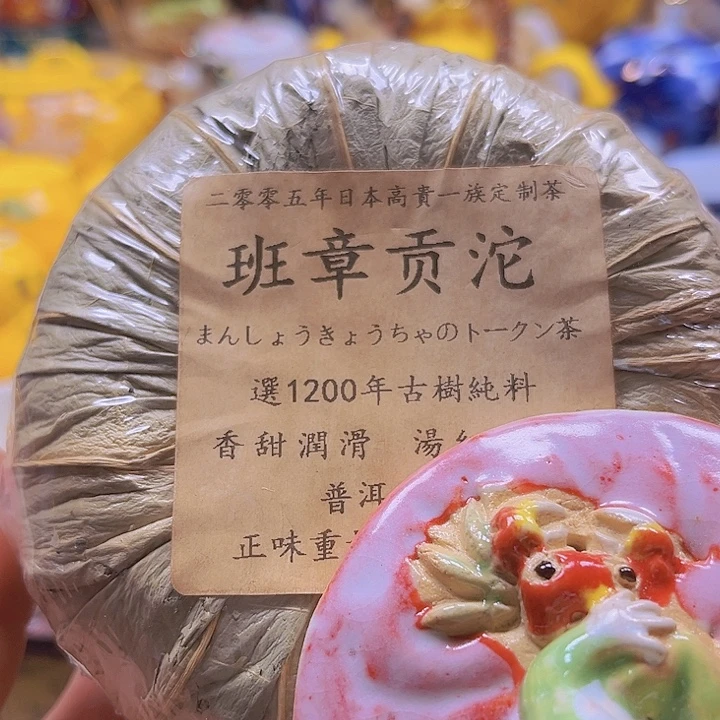 二零零五年日本高貴一族定制茶
班章贡沱
まんしょうきょうちゃのトークン茶
選1200年古樹純料
香甜潤滑 湯
普洱
正味重